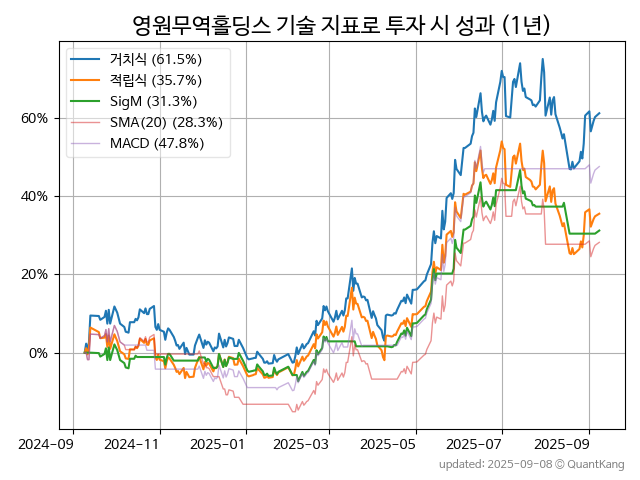 영원무역홀딩스 기술 지표로 투자 시 성과 (1년)
거치식 (61.5%)
적립식 (35.7%)
SigM (31.3%)
SMA(20) (28.3%)
MACD (47.8%)
60%
40%
20%
0%
2024-09 2024-11 2025-01 2025-03 2025-05 2025-07 2025-09
updated: 2025-09-08 © QuantKang